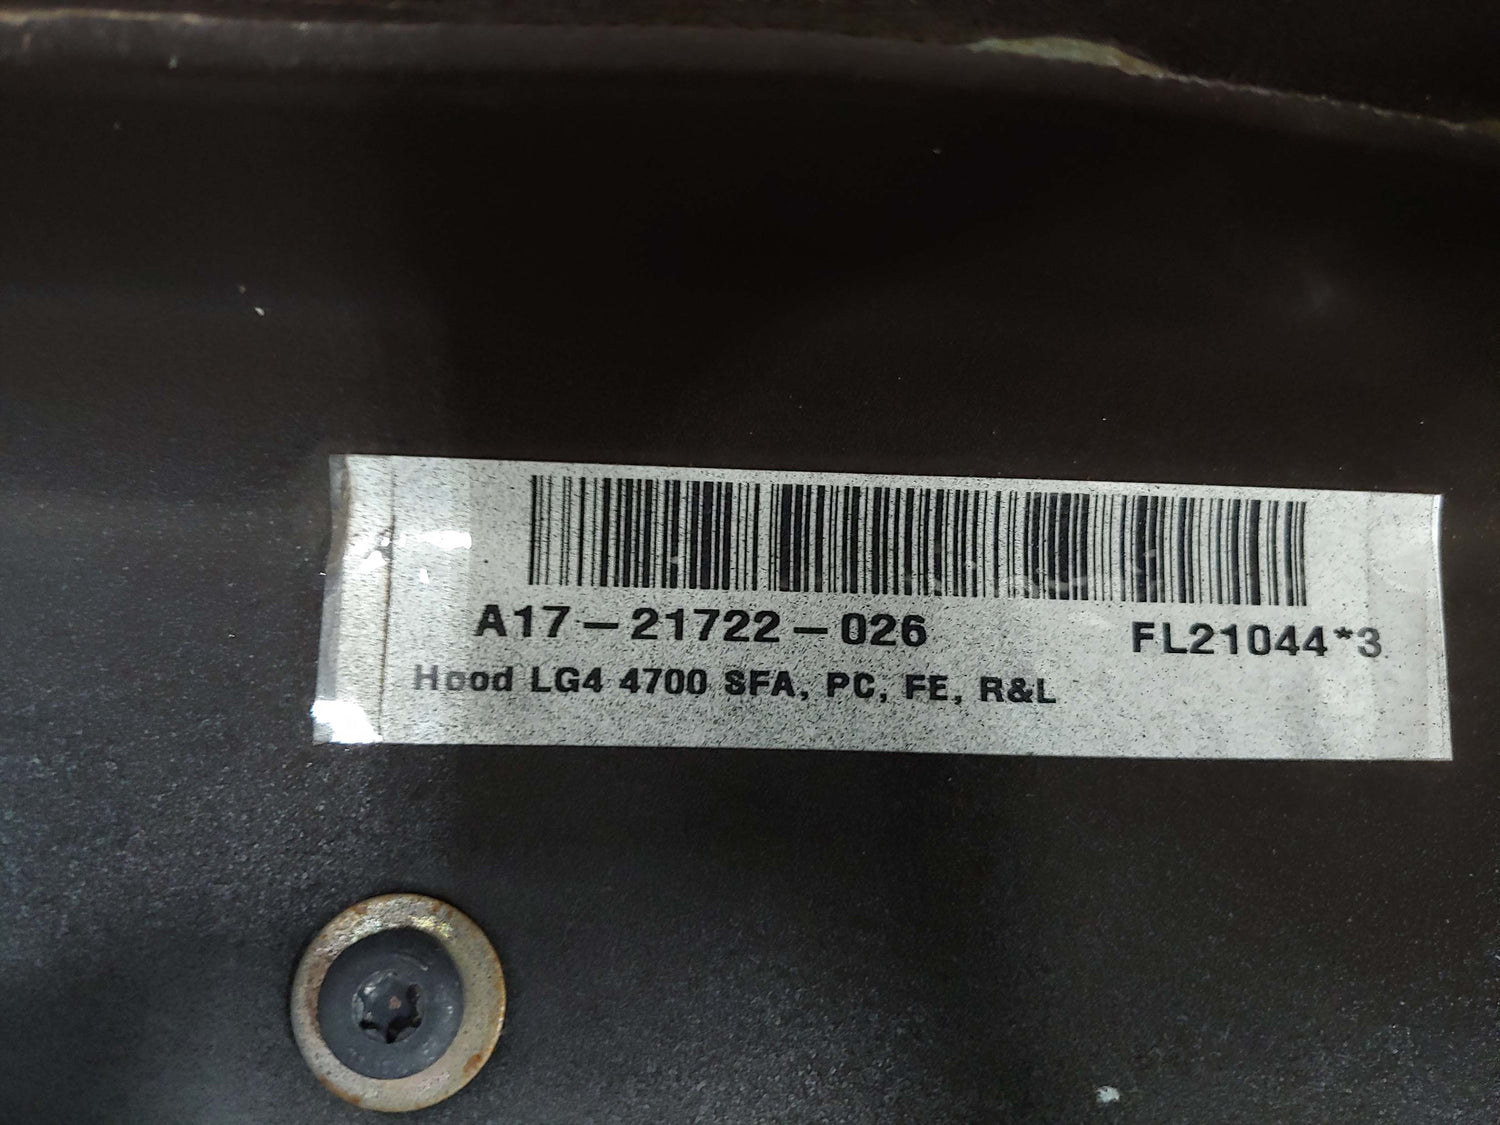 A17-21722-026 FL21044*3
Hood LG4 4700 SFA, PC, FE, R&L